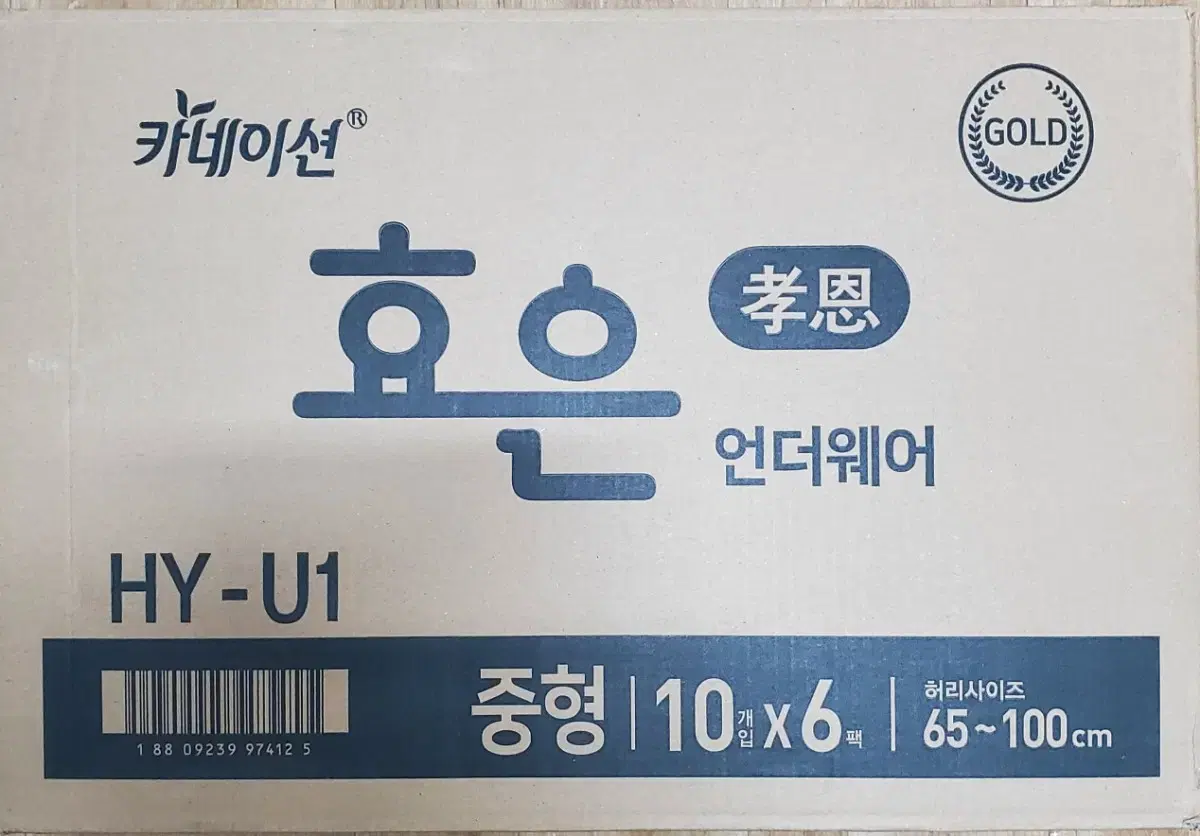 카네이션®
GOLD
효은
孝恩
언더웨어
HY-U1
1 88 09239 97412 5
중형 | 10개입 x 6팩 | 허리사이즈
65~100cm